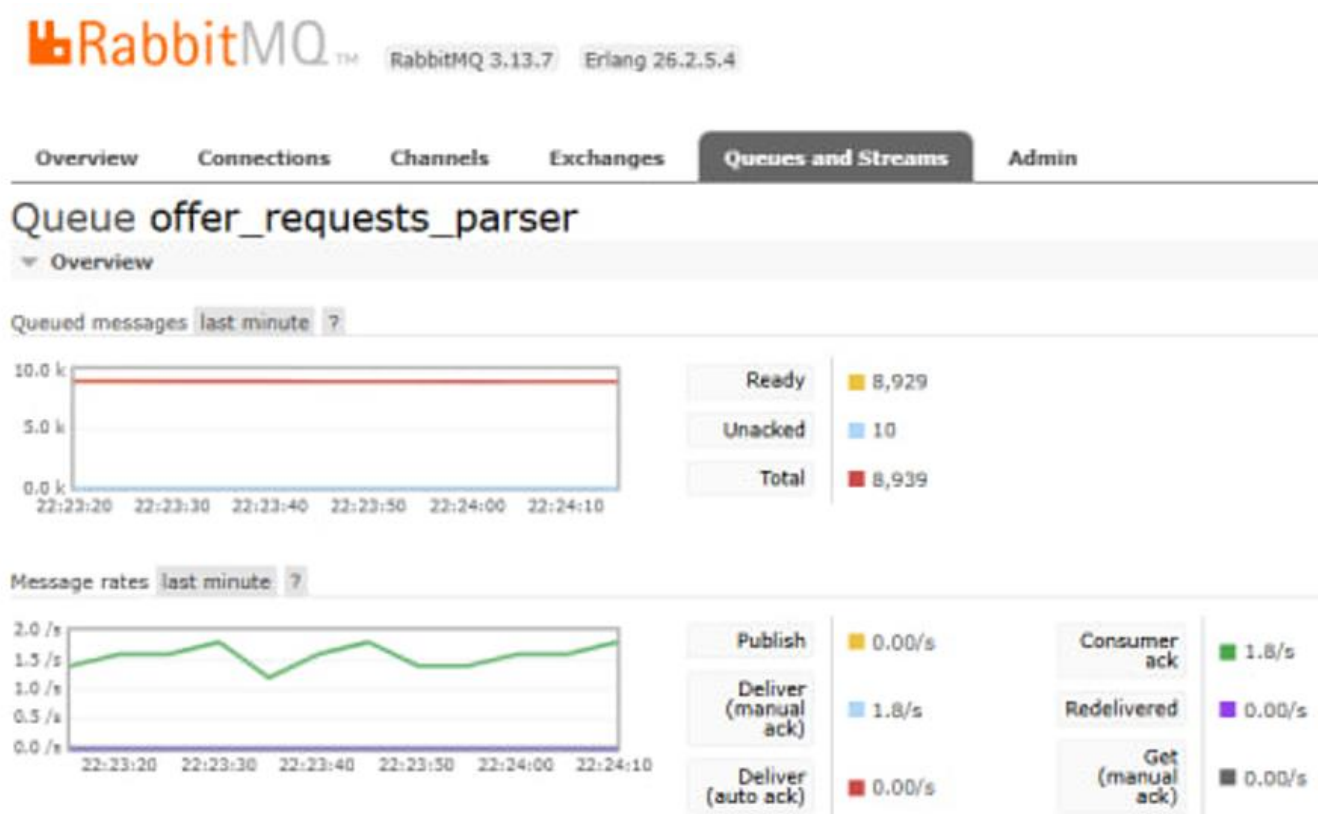 RabbitMQ TM RabbitMQ 3.13.7 Erlang 26.2.5.4
Overview Connections Channels Exchanges Queues and Streams Admin
Queue offer_requests_parser
Overview
Queued messages last minute ?
10.0 k
5.0 k
0.0 k
22:23:20 22:23:30 22:23:40 22:23:50 22:24:00 22:24:10
Ready 8,929
Unacked 10
Total 8,939
Message rates last minute ?
2.0 /s
1.5 /s
1.0 /s
0.5 /s
0.0 /s
22:23:20 22:23:30 22:23:40 22:23:50 22:24:00 22:24:10
Publish 0.00/s
Deliver
(manual
ack)
1.8/s
Deliver
(auto ack)
0.00/s
Consumer
ack
1.8/s
Redelivered 0.00/s
Get
(manual
ack)
0.00/s